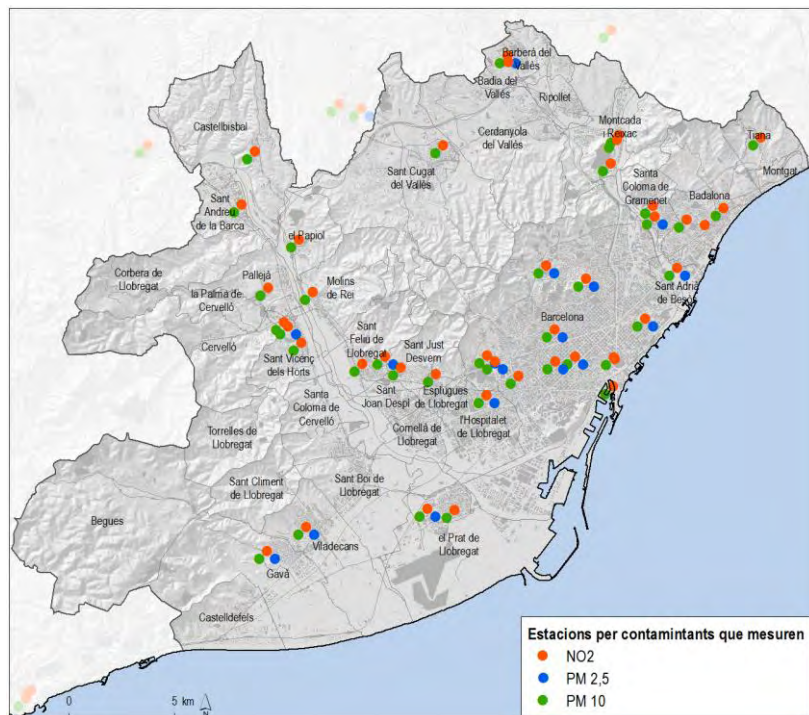 Barberà del
Vallès
Badia del
Vallès
Ripollet
Castellbisbal
Cerdanyola
del Vallès
Montcada
i Reixac
Tiana
Sant Cugat
del Vallès
Santa
Coloma de
Gramenet
Montgat
Badalona
Sant
Andreu
de la Barca
el Papiol
Corbera de
Llobregat
Pallejà
la Palma de
Cervelló
Molins
de Rei
Sant Adrià
de Besòs
Barcelona
Cervelló
Sant Vicenç
dels Horts
Sant
Feliu de
Llobregat
Sant Just
Desvern
Sant
Joan Despl
Esplugues
de Llobregat
Santa
Coloma de
Cervelló
Cornellà de
Llobregat
l'Hospitalet
de Llobregat
Torrelles de
Llobregat
Sant Climent
de Llobregat
Sant Boi de
Llobregat
Begues
Viladecans
el Prat de
Llobregat
Gavà
Castelldefels
Estacions per contamintants que mesuren
NO2
PM 2,5
PM 10
0 5 km
N